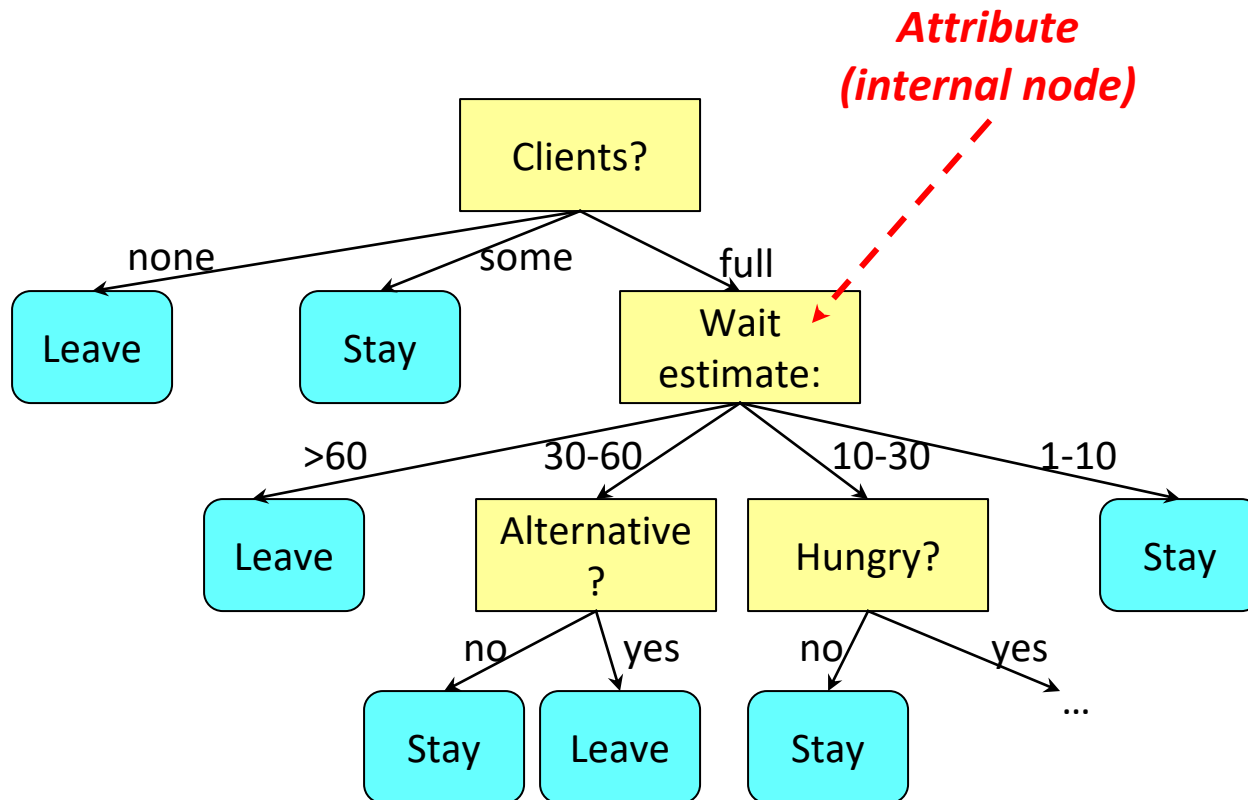 Attribute
(internal node)
Clients?
none
some
full
Leave
Stay
Wait
estimate:
>60
30-60
10-30
1-10
Leave
Alternative
?
Hungry?
Stay
no
yes
no
yes
Stay
Leave
Stay
...